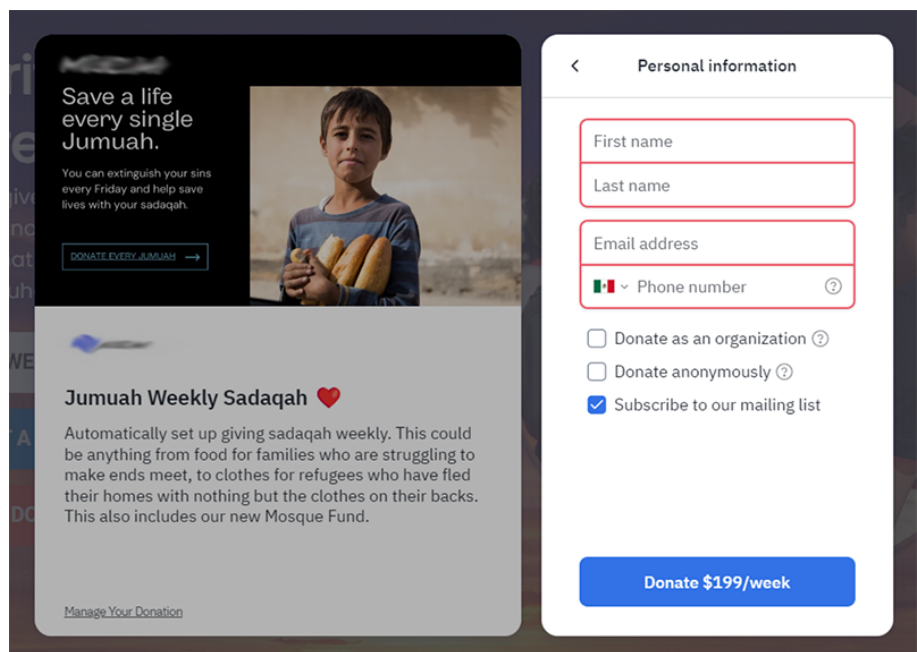 Save a life
every single
Jumuah.
You can extinguish your sins
every Friday and help save
lives with your sadaqah.
DONATE EVERY JUMUAH →
Jumuah Weekly Sadaqah ❤️
Automatically set up giving sadaqah weekly. This could
be anything from food for families who are struggling to
make ends meet, to clothes for refugees who have fled
their homes with nothing but the clothes on their backs.
This also includes our new Mosque Fund.
Manage Your Donation
Personal information
First name
Last name
Email address
Phone number
Donate as an organization
Donate anonymously
Subscribe to our mailing list
Donate $199/week